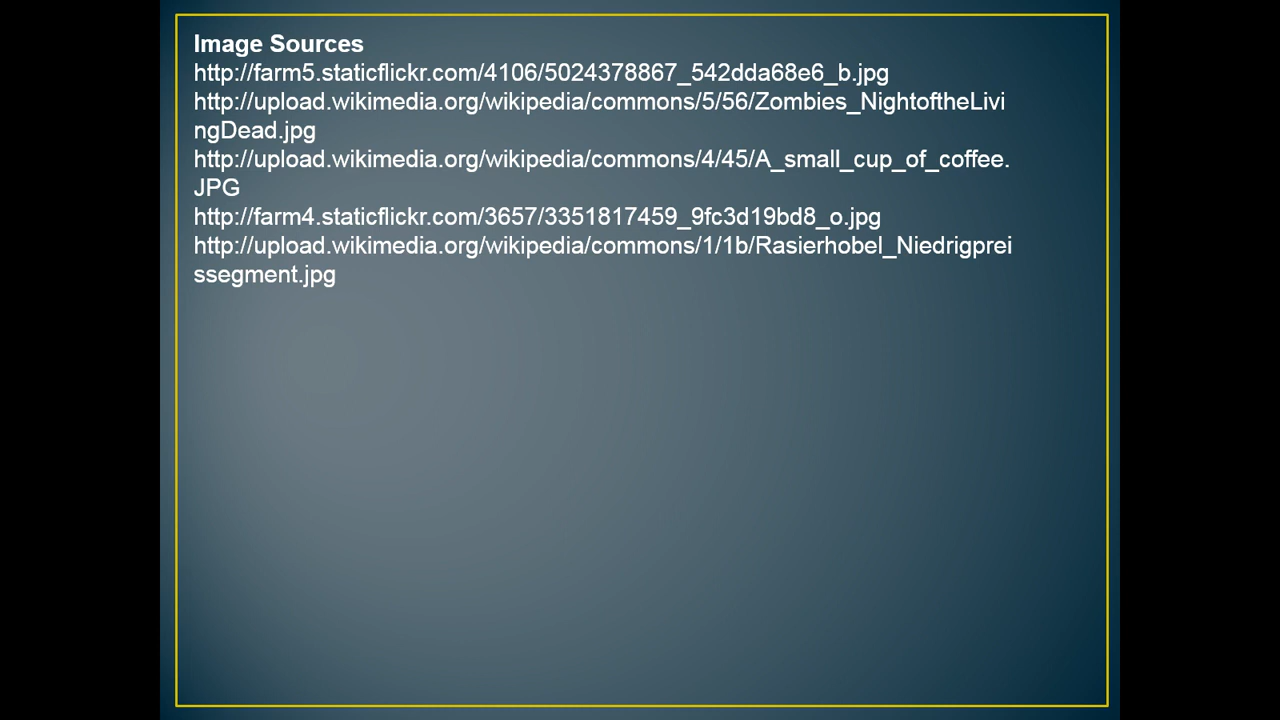 Image Sources
http://farm5.staticflickr.com/4106/5024378867_542dda68e6_b.jpg
http://upload.wikimedia.org/wikipedia/commons/5/56/Zombies_NightoftheLivi
ngDead.jpg
http://upload.wikimedia.org/wikipedia/commons/4/45/A_small_cup_of_coffee.
JPG
http://farm4.staticflickr.com/3657/3351817459_9fc3d19bd8_o.jpg
http://upload.wikimedia.org/wikipedia/commons/1/1b/Rasierhobel_Niedrigprei
ssegment.jpg